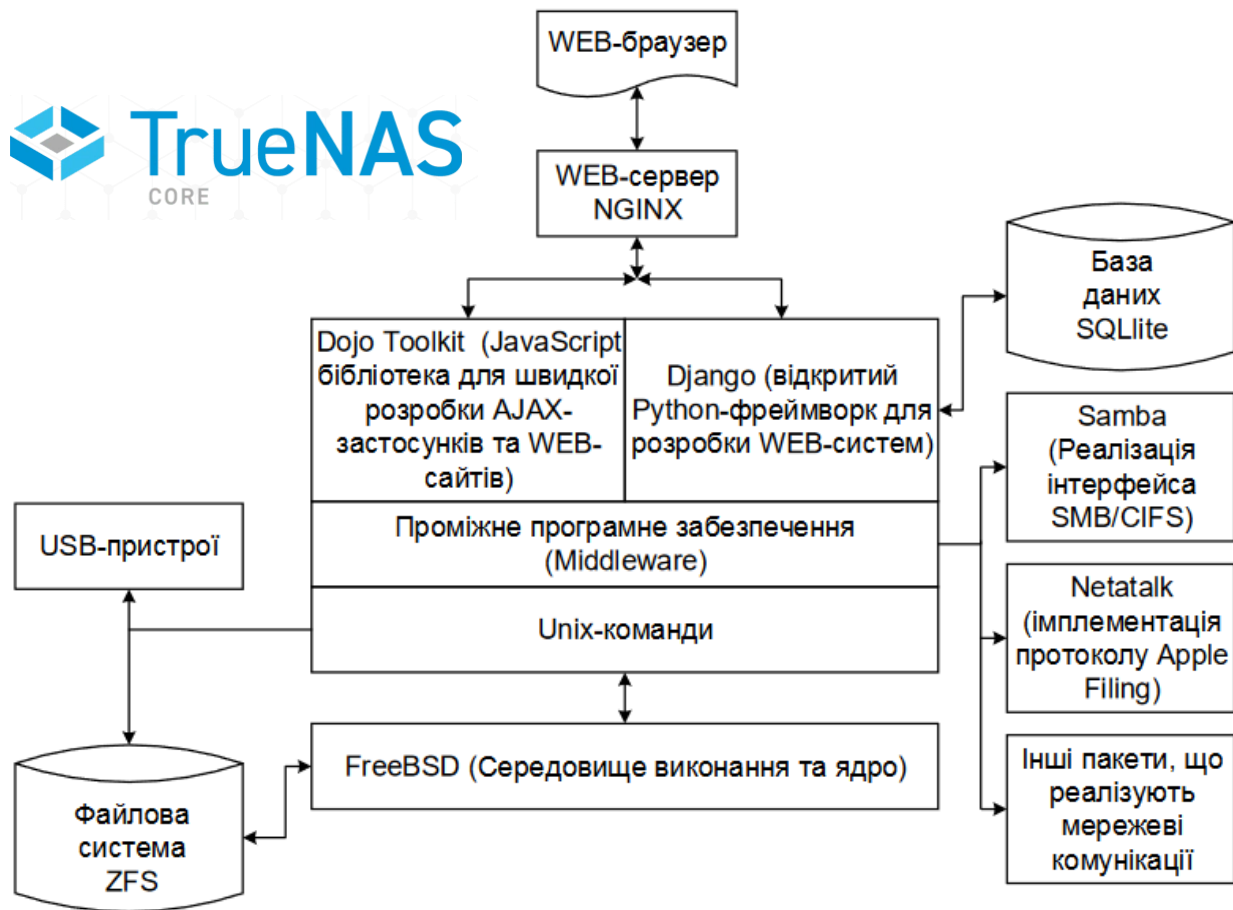 WEB-браузер
TrueNAS
CORE
WEB-сервер
NGINX
База
даних
SQLlite
Dojo Toolkit (JavaScript
бібліотека для швидкої
розробки AJAX-
застосунків та WEB-
сайтів)
Django (відкритий
Python-фреймворк для
розробки WEB-систем)
Samba
(Реалізація
інтерфейса
SMB/CIFS)
USB-пристрої
Проміжне програмне забезпечення
(Middleware)
Netatalk
(імплементація
протоколу Apple
Filing)
Unix-команди
FreeBSD (Середовище виконання та ядро)
Інші пакети, що
реалізують
мережеві
комунікації
Файлова
система
ZFS